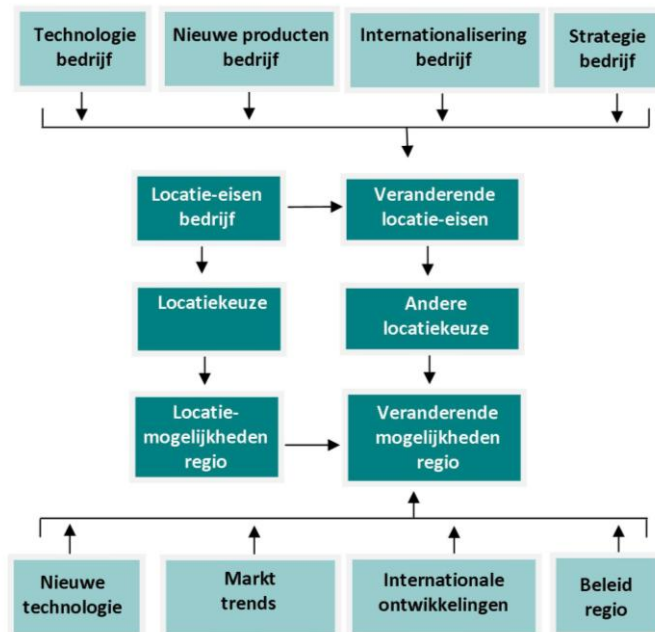 Technologie
bedrijf
Nieuwe producten
bedrijf
Internationalisering
bedrijf
Strategie
bedrijf
Locatie-eisen
bedrijf
Veranderende
locatie-eisen
Locatiekeuze
Andere
locatiekeuze
Locatie-
mogelijkheden
regio
Veranderende
mogelijkheden
regio
Nieuwe
technologie
Markt
trends
Internationale
ontwikkelingen
Beleid
regio